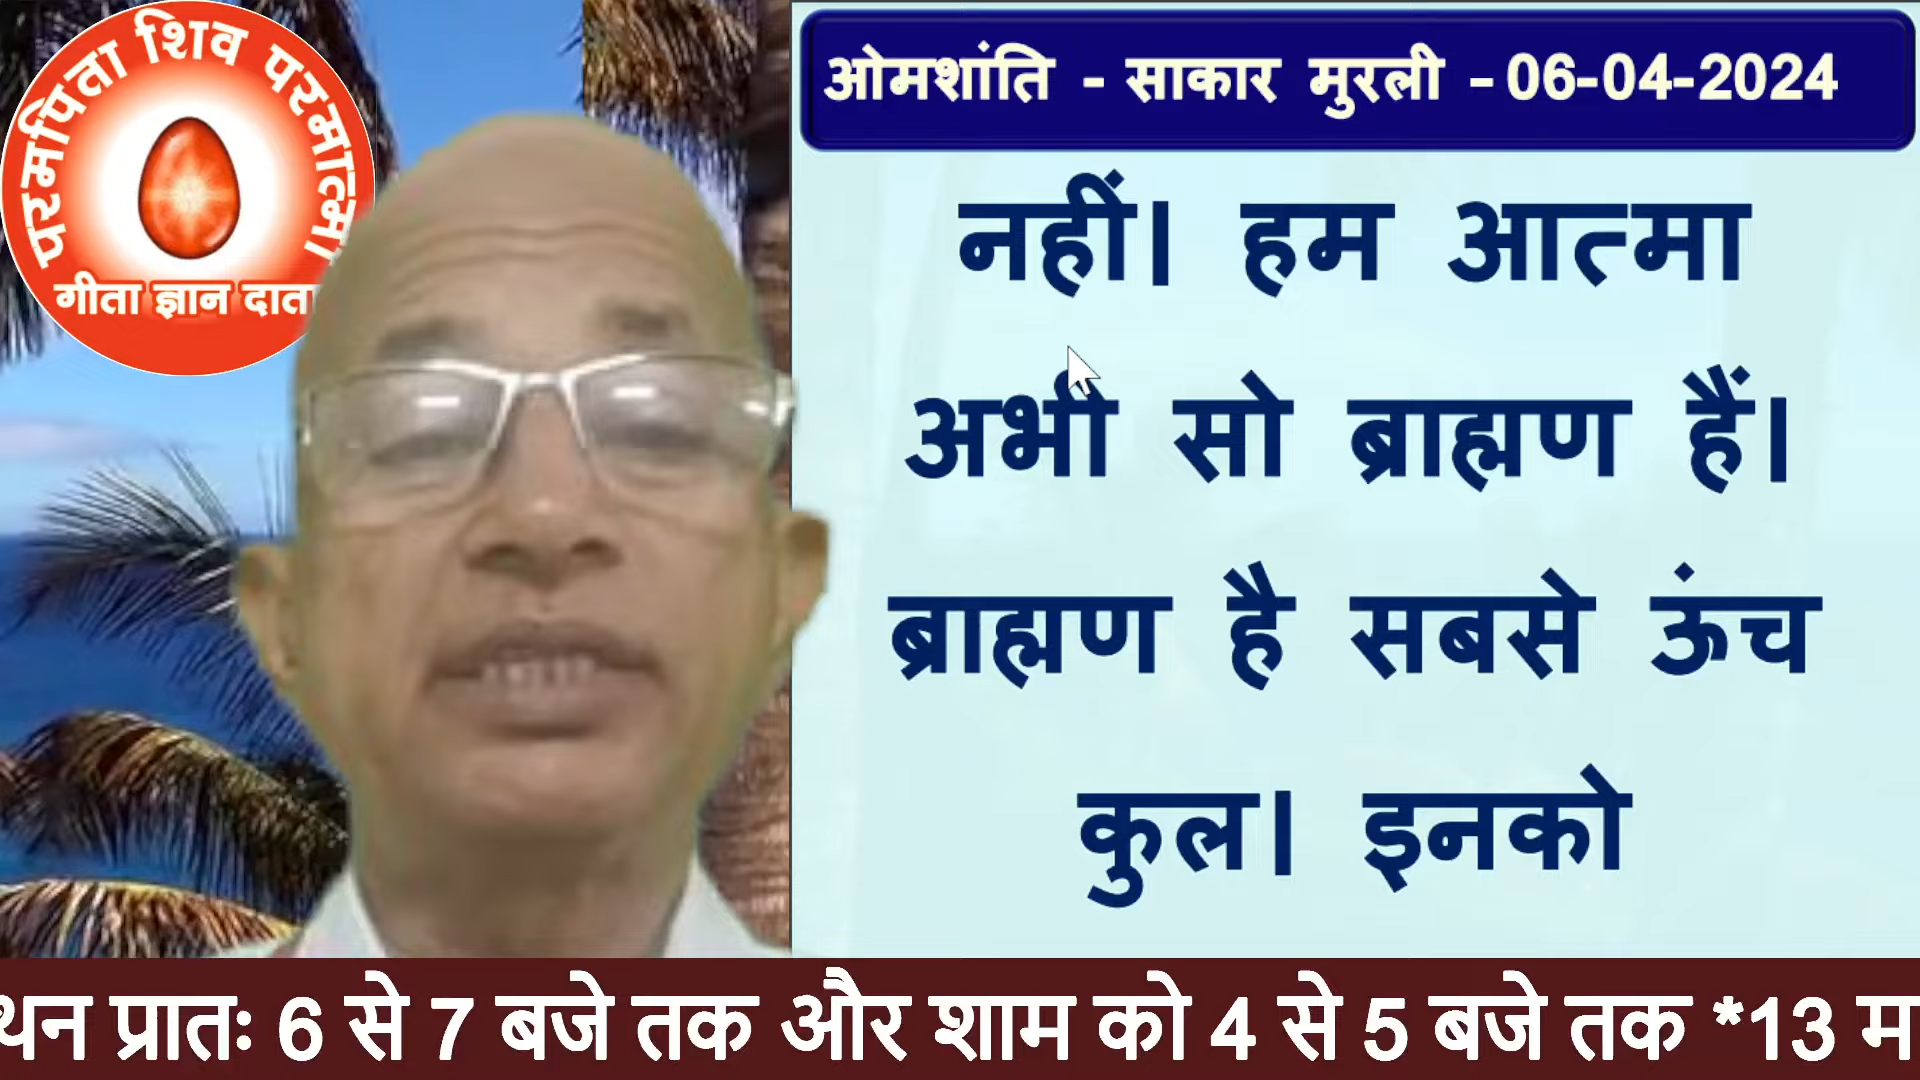 परमपिता शिव परमात्मा
गीता ज्ञान दाता
ओमशांति - साकार मुरली - 06-04-2024
नहीं। हम आत्मा
अभी सो ब्राह्मण हैं।
ब्राह्मण है सबसे ऊंच
कुल। इनको
थन प्रातः 6 से 7 बजे तक और शाम को 4 से 5 बजे तक *13 म